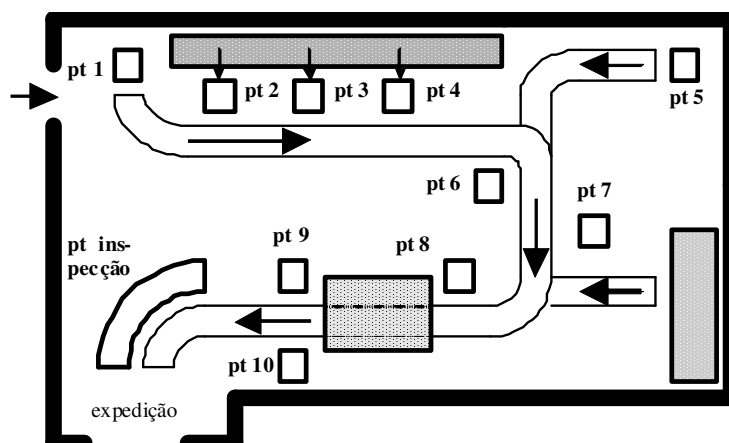 pt 1
pt 2
pt 3
pt 4
pt 5
pt 6
pt 7
pt ins-
pecção
pt 9
pt 8
pt 10
expedição